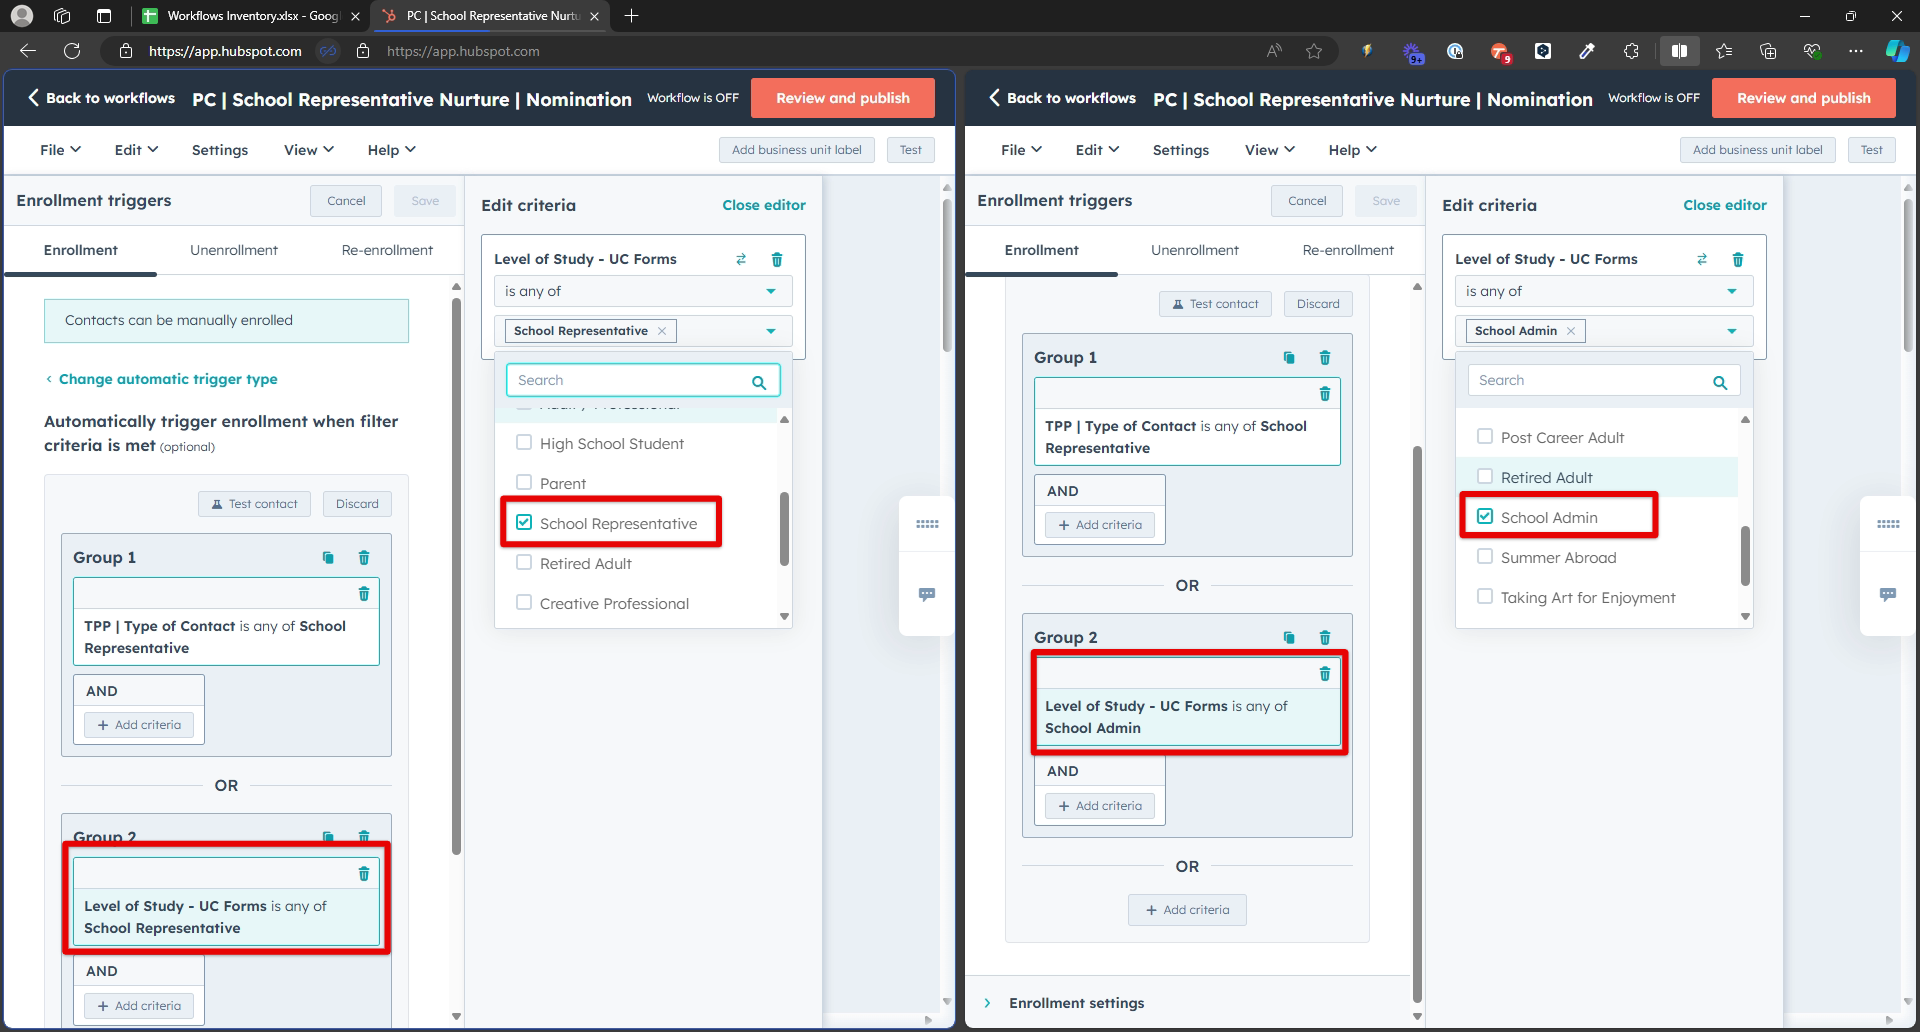 Workflows Inventory.xlsx - Goog
PC | School Representative Nurtu
https://app.hubspot.com
https://app.hubspot.com
9+
9
Back to workflows
PC | School Representative Nurture | Nomination
Workflow is OFF
Review and publish
File
Edit
Settings
View
Help
Add business unit label
Test
Enrollment triggers
Cancel
Save
Enrollment
Unenrollment
Re-enrollment
Contacts can be manually enrolled
Change automatic trigger type
Automatically trigger enrollment when filter
criteria is met (optional)
Test contact
Discard
Group 1
TPP | Type of Contact is any of School
Representative
AND
+ Add criteria
OR
Group 2
Level of Study - UC Forms is any of
School Representative
AND
+ Add criteria
Edit criteria
Close editor
Level of Study - UC Forms
is any of
School Representative
Search
High School Student
Parent
School Representative
Retired Adult
Creative Professional
Back to workflows
PC | School Representative Nurture | Nomination
Workflow is OFF
Review and publish
File
Edit
Settings
View
Help
Add business unit label
Test
Enrollment triggers
Cancel
Save
Enrollment
Unenrollment
Re-enrollment
Test contact
Discard
Group 1
TPP | Type of Contact is any of School
Representative
AND
+ Add criteria
OR
Group 2
Level of Study - UC Forms is any of
School Admin
AND
+ Add criteria
OR
+ Add criteria
Enrollment settings
Edit criteria
Close editor
Level of Study - UC Forms
is any of
School Admin
Search
Post Career Adult
Retired Adult
School Admin
Summer Abroad
Taking Art for Enjoyment